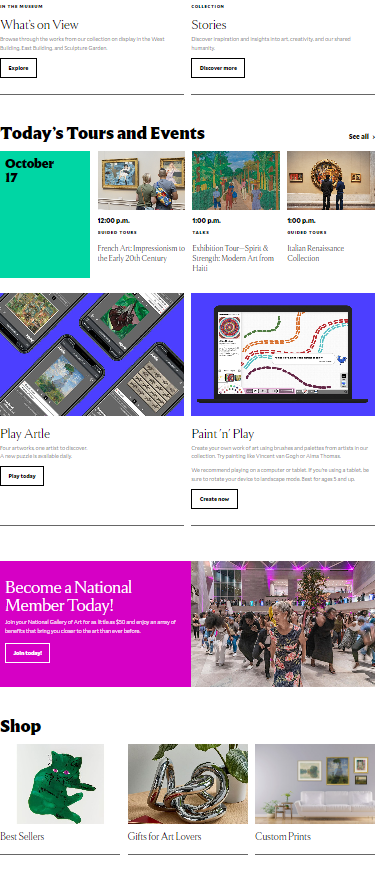 IN THE MUSEUM
What's on View
Browse through the works from our collection on display in the West
Building, East Building, and Sculpture Garden.
Explore
COLLECTION
Stories
Discover inspiration and insights into art, creativity, and our shared
humanity.
Discover more
Today's Tours and Events
See all ›
October
17
12:00 p.m.
GUIDED TOURS
French Art: Impressionism to
the Early 20th Century
1:00 p.m.
TALKS
Exhibition Tour—Spirit &
Strength: Modern Art from
Haiti
1:00 p.m.
GUIDED TOURS
Italian Renaissance
Collection
Play Artle
Four artworks one artist to discover.
A new puzzle is available daily.
Play today
Paint 'n' Play
Create your own work of art using brushes and palettes from artists in our
collection. Try painting like Vincent van Gogh or Alma Thomas.
We recommend playing on a computer or tablet. If you're using a tablet, be
sure to rotate your device to landscape mode. Best for ages 5 and up.
Create now
Become a National
Member Today!
Join your National Gallery of Art for as little as $50 and enjoy an array of
benefits that bring you closer to the art than ever before.
Join today!
Shop
Best Sellers
Gifts for Art Lovers
Custom Prints